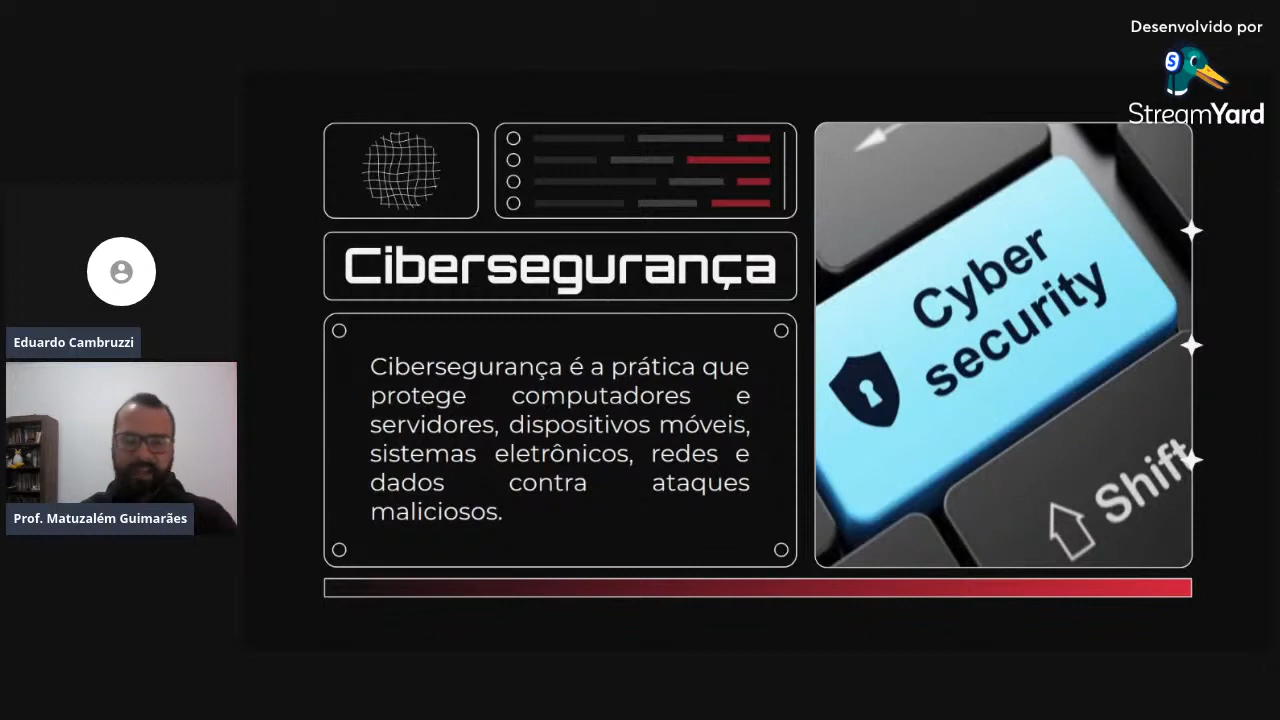 Desenvolvido por
StreamYard
Cibersegurança
Cibersegurança é a prática que
protege computadores e
servidores, dispositivos móveis,
sistemas eletrônicos, redes e
dados contra ataques
maliciosos.
Cyber
security
Shift
Eduardo Cambruzzi
Prof. Matuzalém Guimarães